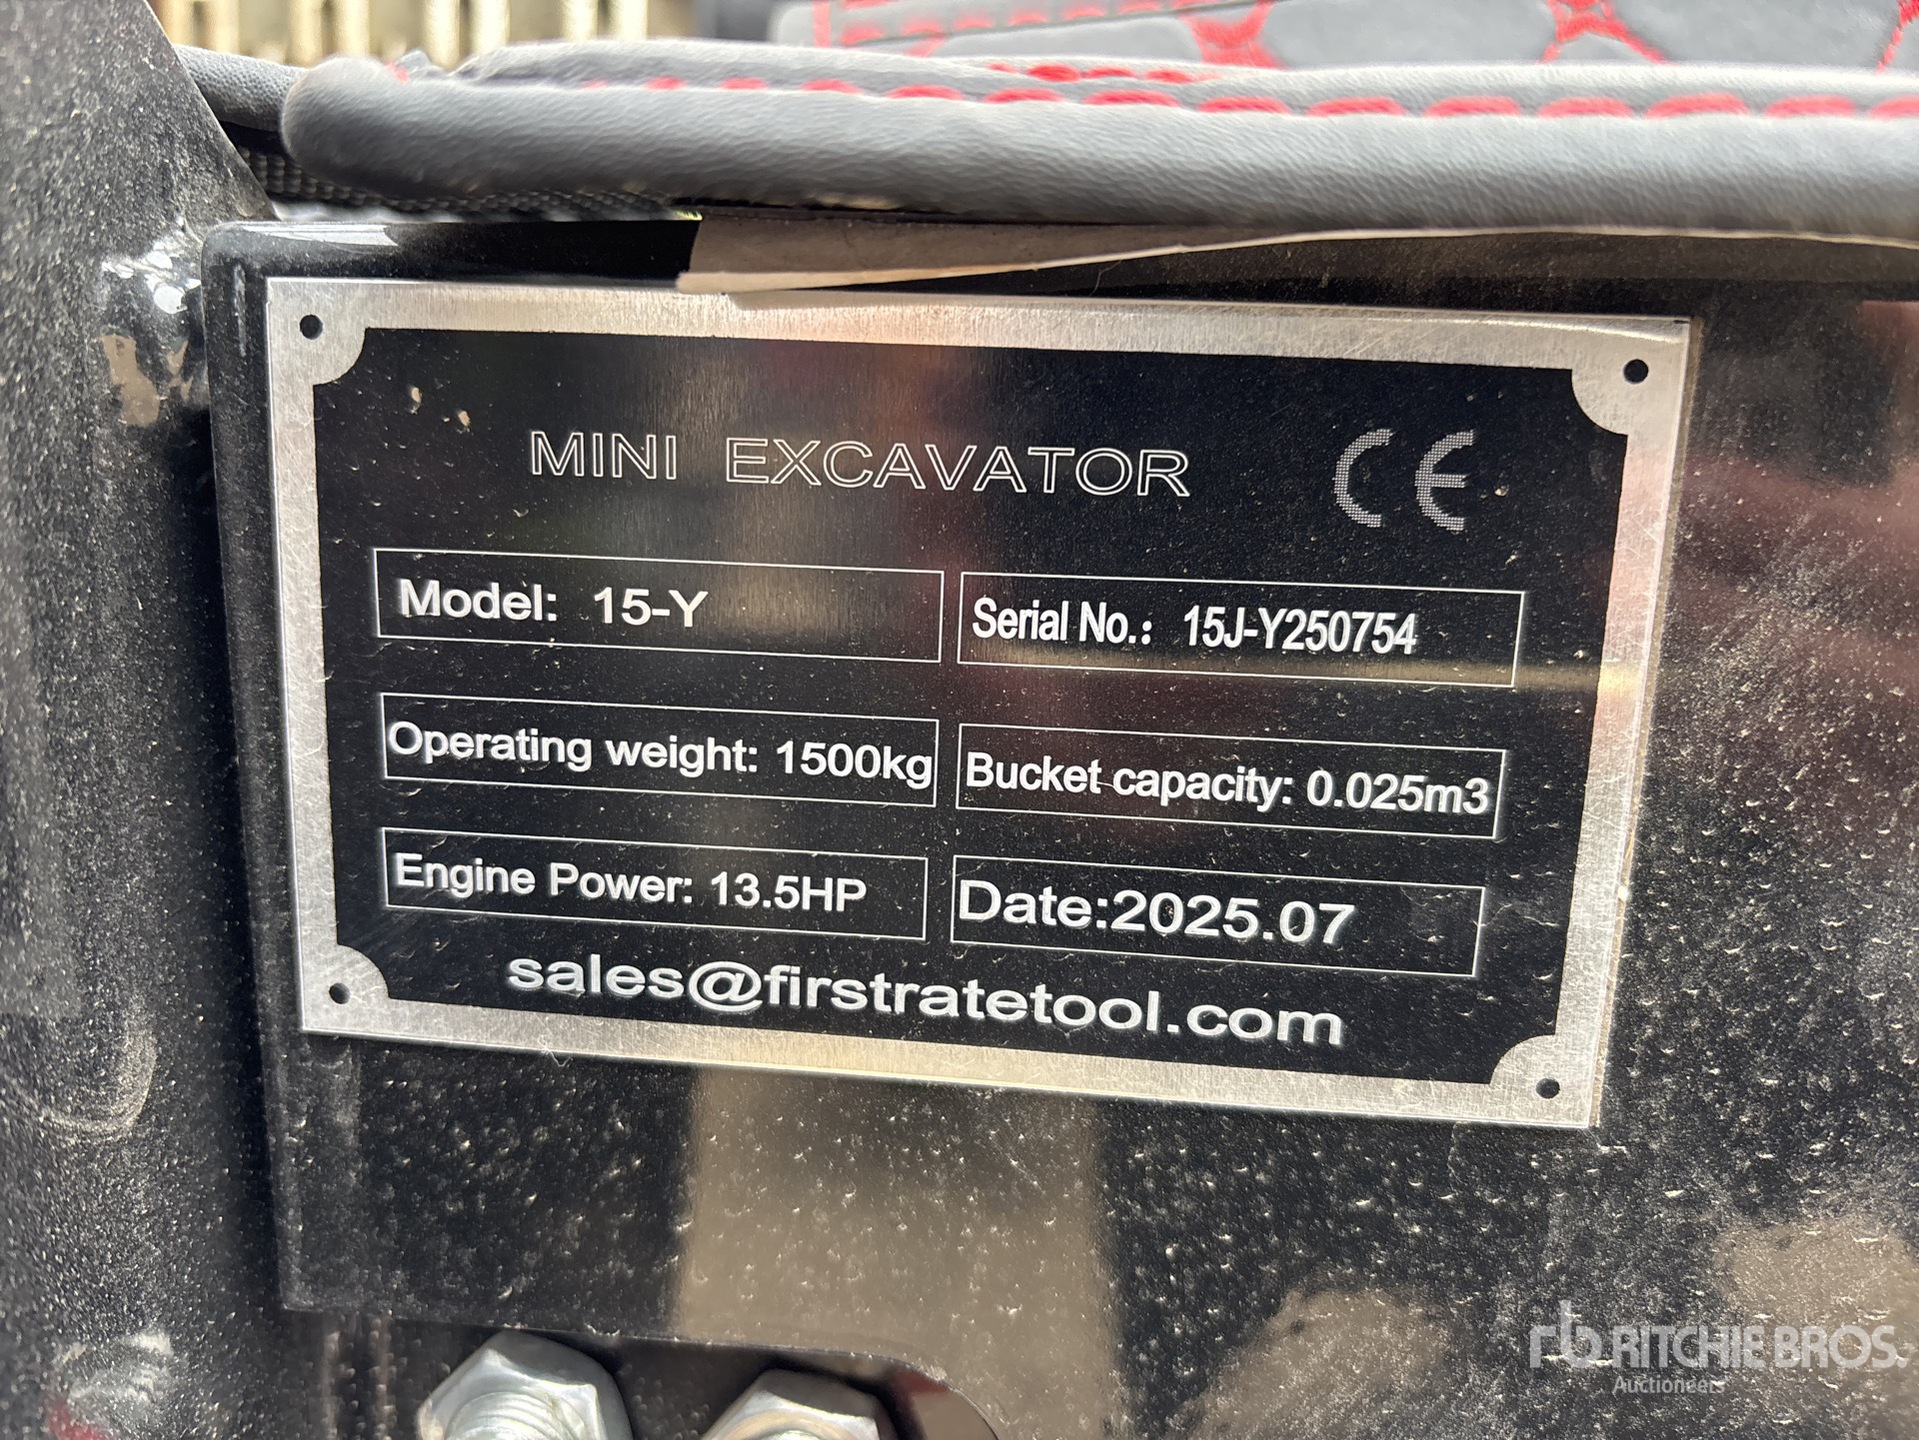 MINI EXCAVATOR CE
Model: 15-Y
Serial No.: 15J-Y250754
Operating weight: 1500kg
Bucket capacity: 0.025m3
Engine Power: 13.5HP
Date:2025.07
sales@firstratetool.com
rb RITCHIE BROS.
Auctioneers